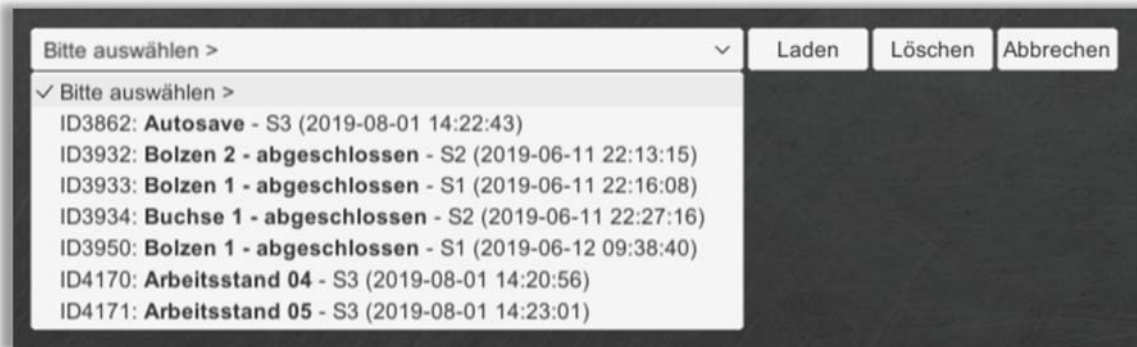 Bitte auswählen > Laden Löschen Abbrechen
Bitte auswählen >
ID3862: Autosave - S3 (2019-08-01 14:22:43)
ID3932: Bolzen 2 - abgeschlossen - S2 (2019-06-11 22:13:15)
ID3933: Bolzen 1 - abgeschlossen - S1 (2019-06-11 22:16:08)
ID3934: Buchse 1 - abgeschlossen - S2 (2019-06-11 22:27:16)
ID3950: Bolzen 1 - abgeschlossen - S1 (2019-06-12 09:38:40)
ID4170: Arbeitsstand 04 - S3 (2019-08-01 14:20:56)
ID4171: Arbeitsstand 05 - S3 (2019-08-01 14:23:01)